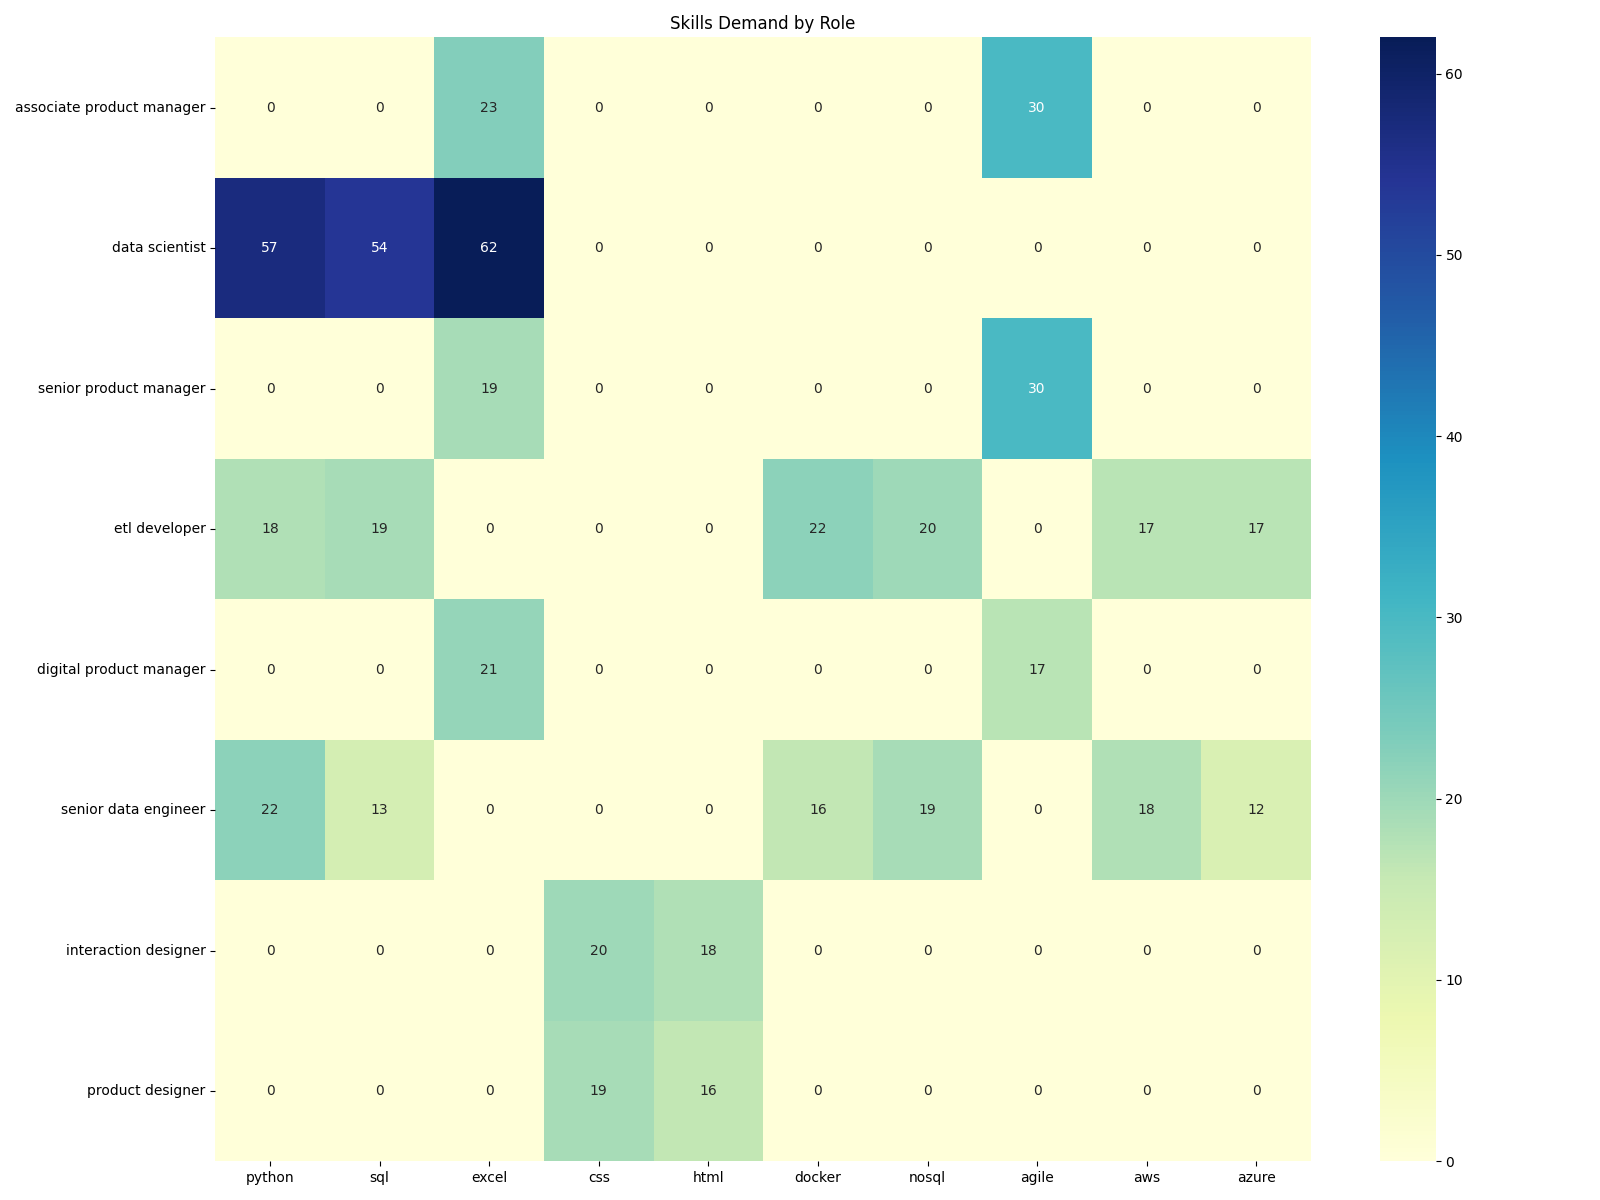 Skills Demand by Role
associate product manager 0 0 23 0 0 0 0 30 0 0
60
data scientist 57 54 62 0 0 0 0 0 0 0
50
senior product manager 0 0 19 0 0 0 0 30 0 0
40
etl developer 18 19 0 0 0 22 20 0 17 17
30
digital product manager 0 0 21 0 0 0 0 17 0 0
20
senior data engineer 22 13 0 0 0 16 19 0 18 12
interaction designer 0 0 0 20 18 0 0 0 0 0
10
product designer 0 0 0 19 16 0 0 0 0 0
0
python sql excel css html docker nosql agile aws azure